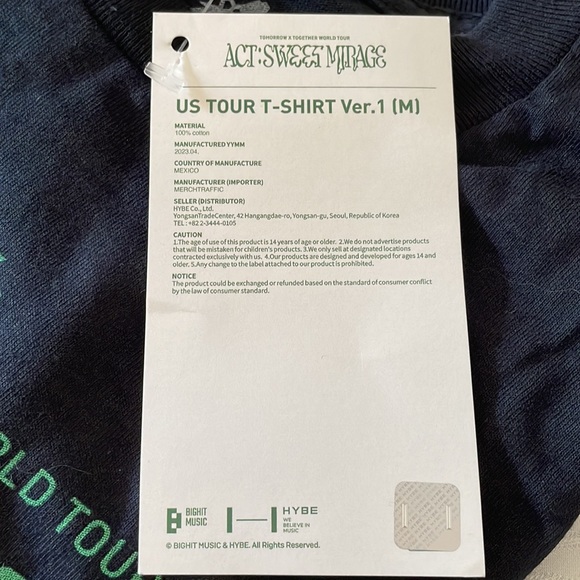 TOMORROW X TOGETHER WORLD TOUR
ACT : SWEET MIRAGE
US TOUR T-SHIRT Ver.1 (M)
MATERIAL
100% cotton
MANUFACTURED YYMM
2023.04.
COUNTRY OF MANUFACTURE
MEXICO
MANUFACTURER (IMPORTER)
MERCHTRAFFIC
SELLER (DISTRIBUTOR)
HYBE Co., Ltd.
YongsanTradeCenter, 42 Hangangdae-ro, Yongsan-gu, Seoul, Republic of Korea
TEL : +82 2-3444-0105
CAUTION
1.The age of use of this product is 14 years of age or older. 2.We do not advertise products
that will be mistaken for children's products. 3.We only sell at designated locations
contracted exclusively with us. 4.Our products are designed and developed for ages 14 and
older. 5.Any change to the label attached to our product is prohibited.
NOTICE
The product could be exchanged or refunded based on the standard of consumer conflict
by the law of consumer standard.
RLD TOUR
BIGHIT
MUSIC
HYBE
WE
BELIEVE IN
MUSIC
© BIGHIT MUSIC & HYBE. All Rights Reserved.